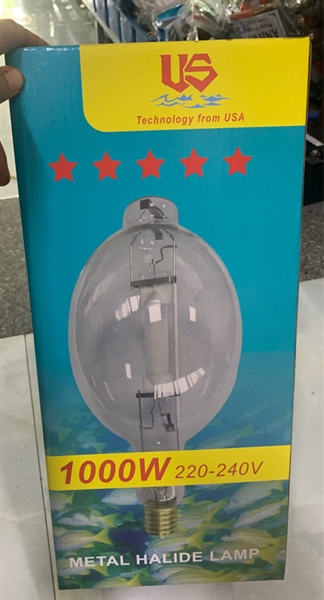 US
Technology from USA
1000W 220-240V
METAL HALIDE LAMP